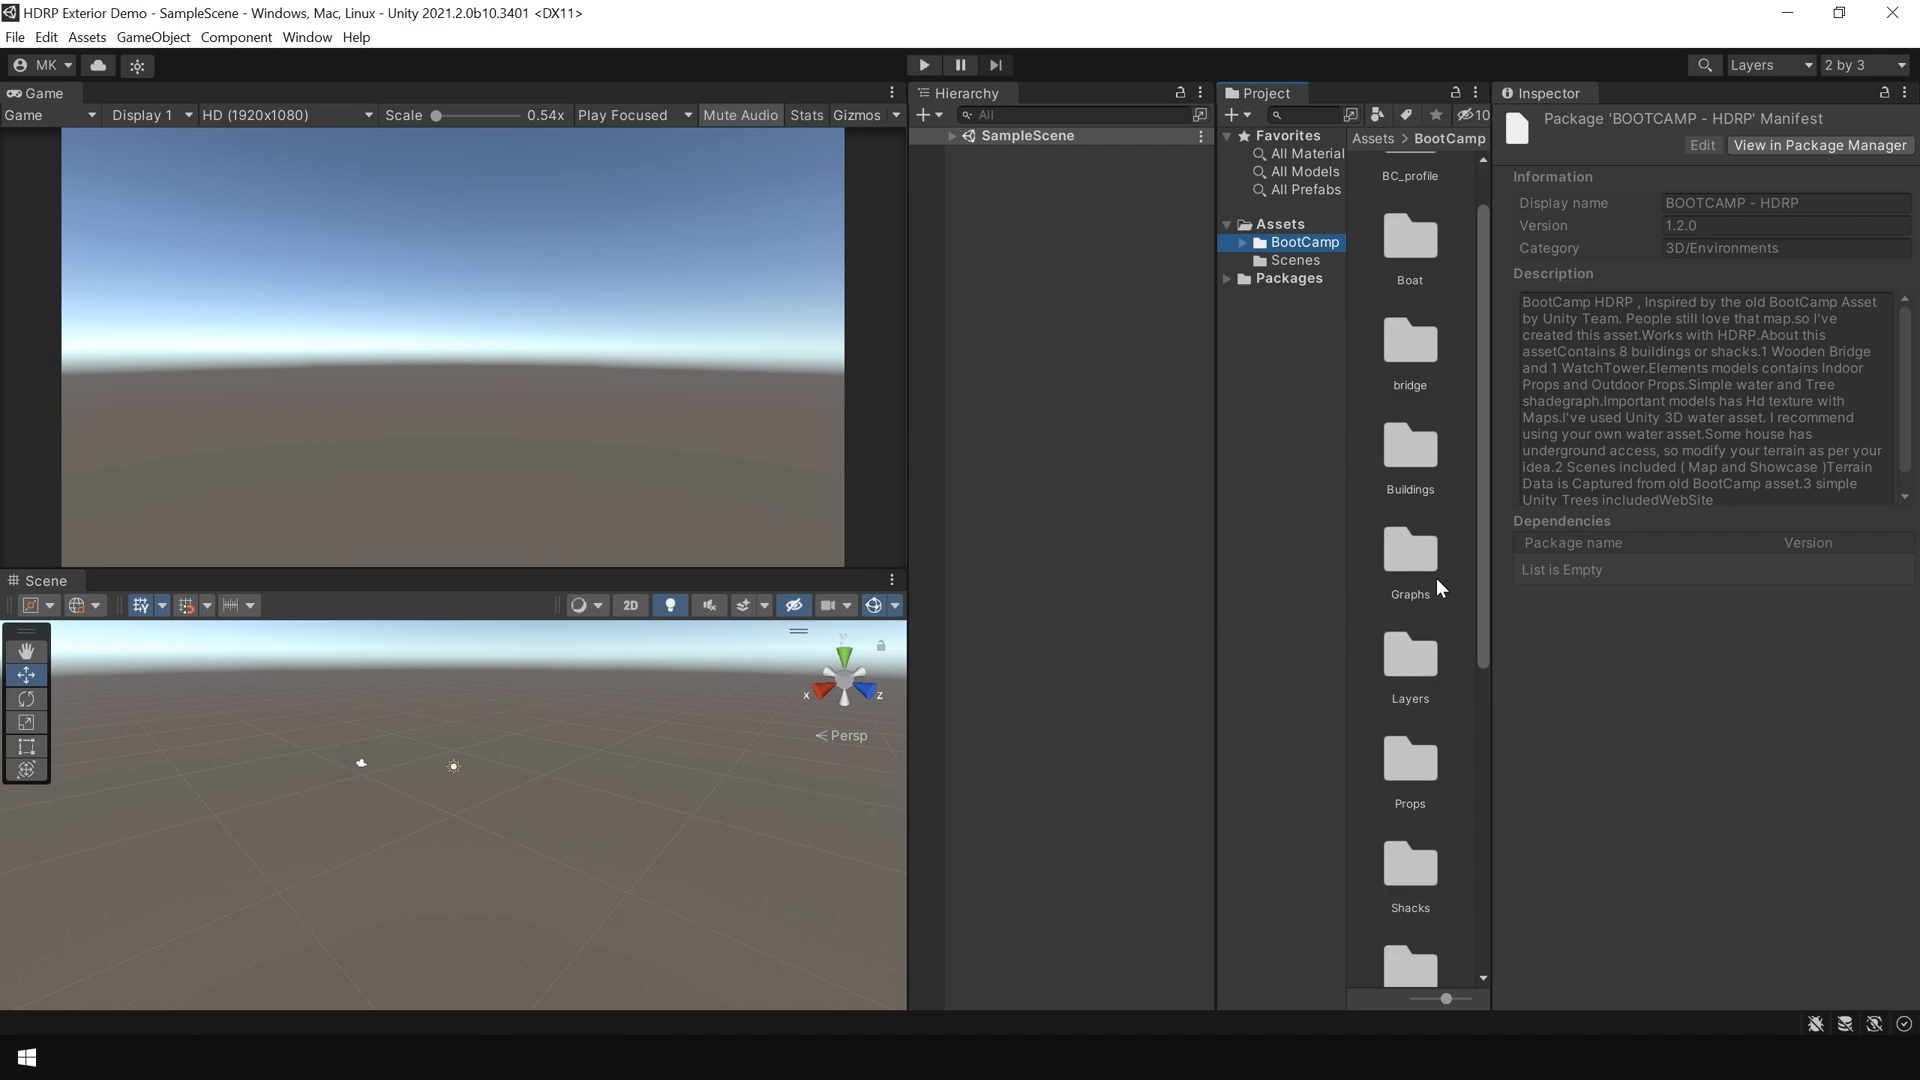 HDRP Exterior Demo - SampleScene - Windows, Mac, Linux - Unity 2021.2.0b10.3401 <DX11>
File Edit Assets GameObject Component Window Help
MK Layers 2 by 3
Game
Game Display 1 HD (1920x1080) Scale 0.54x Play Focused Mute Audio Stats Gizmos
Hierarchy
All
SampleScene
Project
10
Favorites
All Material
All Models
All Prefabs
Assets
BootCamp
Scenes
Packages
Assets > BootCamp
BC_profile
Boat
bridge
Buildings
Graphs
Layers
Props
Shacks
Inspector
Package 'BOOTCAMP - HDRP' Manifest
Edit View in Package Manager
Information
Display name BOOTCAMP - HDRP
Version 1.2.0
Category 3D/Environments
Description
BootCamp HDRP , Inspired by the old BootCamp Asset
by Unity Team. People still love that map.so I've
created this asset.Works with HDRP.About this
assetContains 8 buildings or shacks.1 Wooden Bridge
and 1 WatchTower.Elements models contains Indoor
Props and Outdoor Props.Simple water and Tree
shadegraph.Important models has Hd texture with
Maps.I've used Unity 3D water asset. I recommend
using your own water asset.Some house has
underground access, so modify your terrain as per your
idea.2 Scenes included ( Map and Showcase )Terrain
Data is Captured from old BootCamp asset.3 simple
Unity Trees includedWebSite
Dependencies
Package name Version
List is Empty
Scene
2D
y
x z
Persp